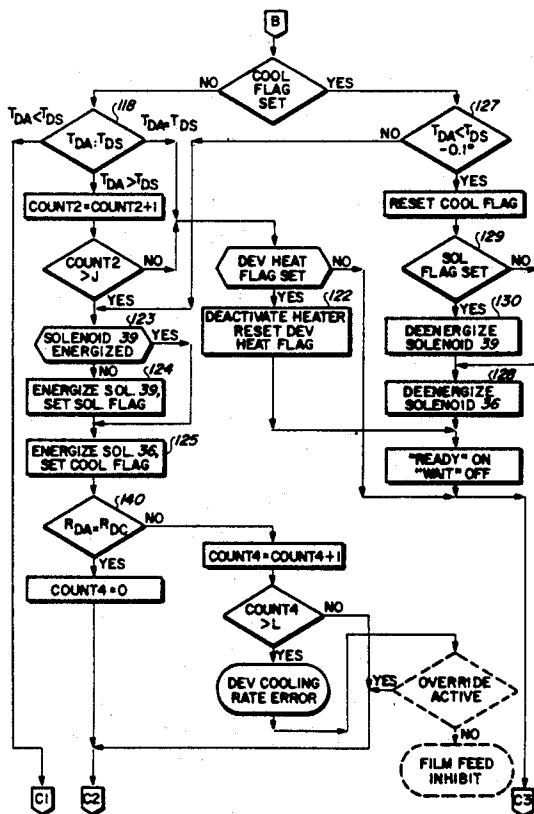 B
COOL
FLAG
SET
NO
YES
118
T_DA<T_DS
T_DA:T_DS
T_DA=T_DS
T_DA>T_DS
127
NO
T_DA<T_DS
-0.1°
YES
COUNT2=COUNT2+1
RESET COOL FLAG
COUNT2
>J
NO
YES
DEV HEAT
FLAG SET
NO
YES
129
SOL
FLAG SET
NO
YES
123
SOLENOID 39
ENERGIZED
YES
NO
122
DEACTIVATE HEATER
RESET DEV
HEAT FLAG
130
DEENERGIZE
SOLENOID 39
124
ENERGIZE SOL. 39,
SET SOL FLAG
128
DEENERGIZE
SOLENOID 36
125
ENERGIZE SOL 36,
SET COOL FLAG
"READY" ON
"WAIT" OFF
140
R_DA=R_DC
NO
YES
COUNT4=COUNT4+1
COUNT4=0
COUNT4
>L
NO
YES
DEV COOLING
RATE ERROR
YES
OVERRIDE
ACTIVE
NO
FILM FEED
INHIBIT
C1
C2
C3